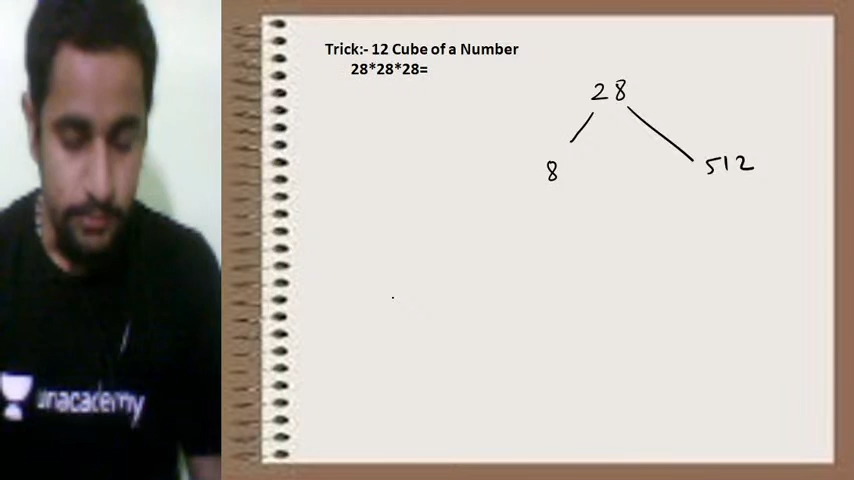 Trick:- 12 Cube of a Number
28*28*28=
28
8 512
unacademy